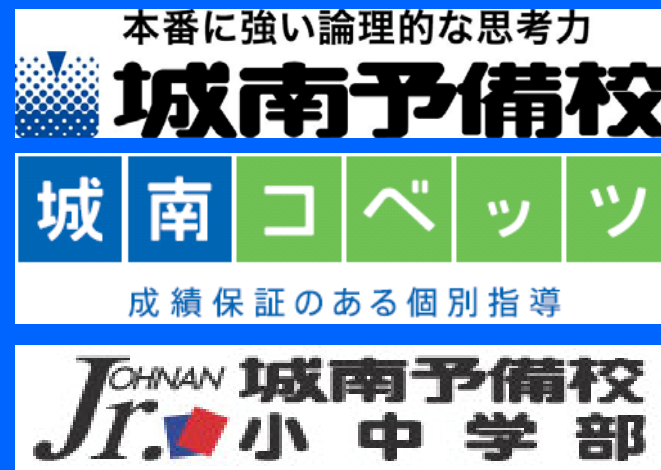 本番に強い論理的な思考力
城南予備校
城南コベッツ
成績保証のある個別指導
JOHNAN Jr. 城南予備校
小中学部